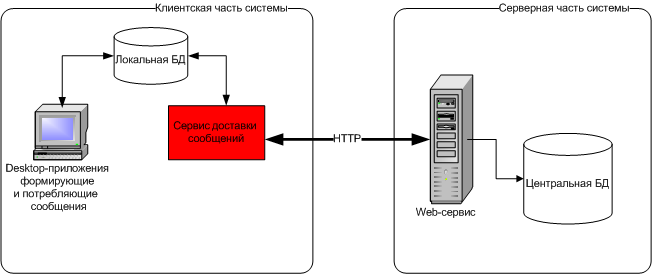 Клиентская часть системы
Серверная часть системы
Локальная БД
Сервис доставки
сообщений
HTTP
Desktop-приложения
формирующие
и потребляющие
сообщения
Web-сервис
Центральная БД